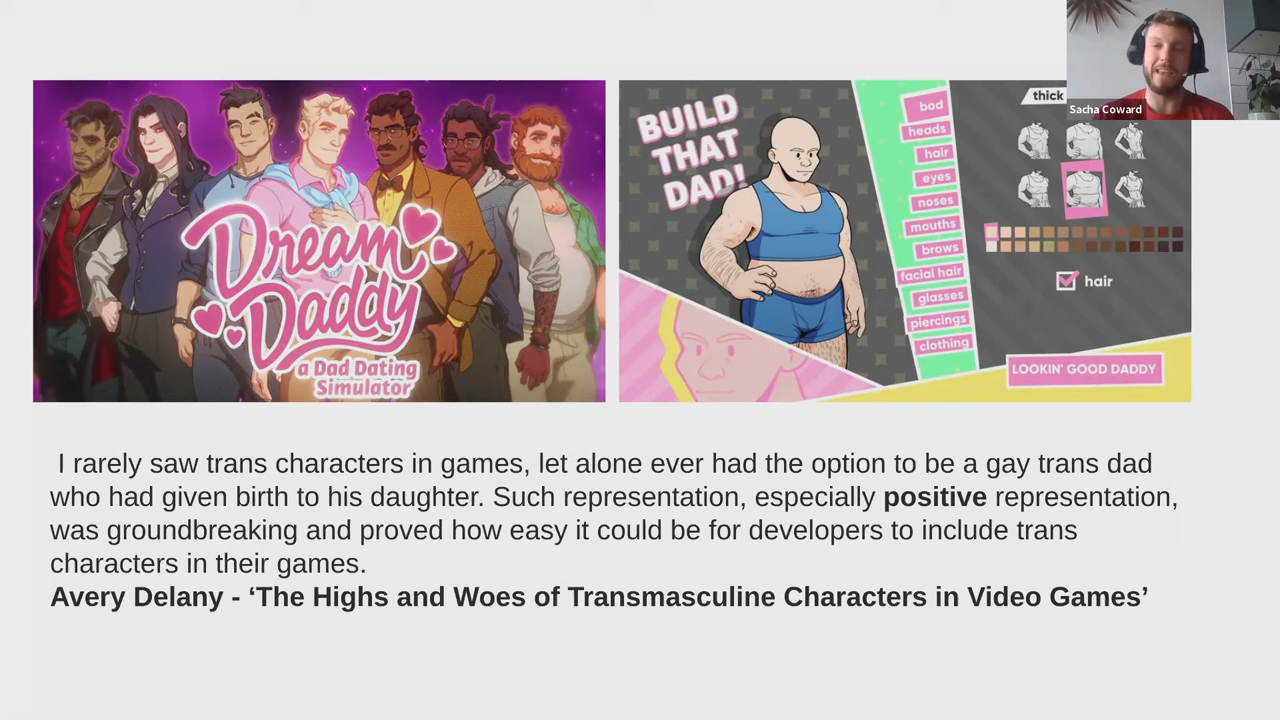 Dream
Daddy
a Dad Dating
Simulator
BUILD
THAT
DAD!
bod
heads
hair
eyes
noses
mouths
brows
facial hair
glasses
piercings
clothing
thick
hair
LOOKIN' GOOD DADDY
Sacha Coward
I rarely saw trans characters in games, let alone ever had the option to be a gay trans dad
who had given birth to his daughter. Such representation, especially positive representation,
was groundbreaking and proved how easy it could be for developers to include trans
characters in their games.
Avery Delany - ‘The Highs and Woes of Transmasculine Characters in Video Games’